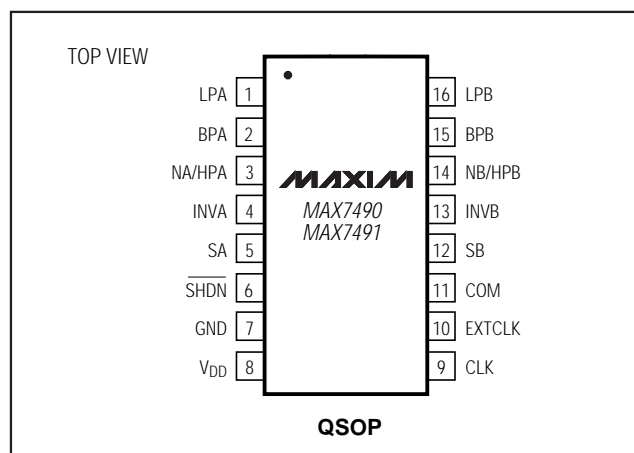 TOP VIEW
LPA 1
16 LPB
BPA 2
15 BPB
NA/HPA 3
14 NB/HPB
MAXIM
INVA 4
13 INVB
MAX7490
MAX7491
SA 5
12 SB
SHDN 6
11 COM
GND 7
10 EXTCLK
VDD 8
9 CLK
QSOP